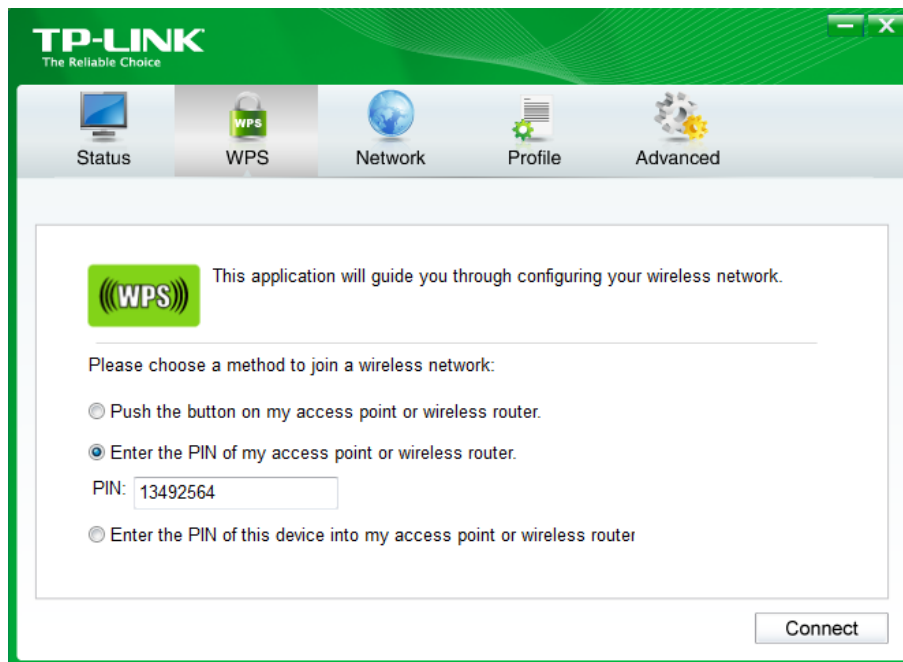 TP-LINK
The Reliable Choice
WPS
Status WPS Network Profile Advanced
WPS
This application will guide you through configuring your wireless network.
Please choose a method to join a wireless network:
Push the button on my access point or wireless router.
Enter the PIN of my access point or wireless router.
PIN: 13492564
Enter the PIN of this device into my access point or wireless router
Connect